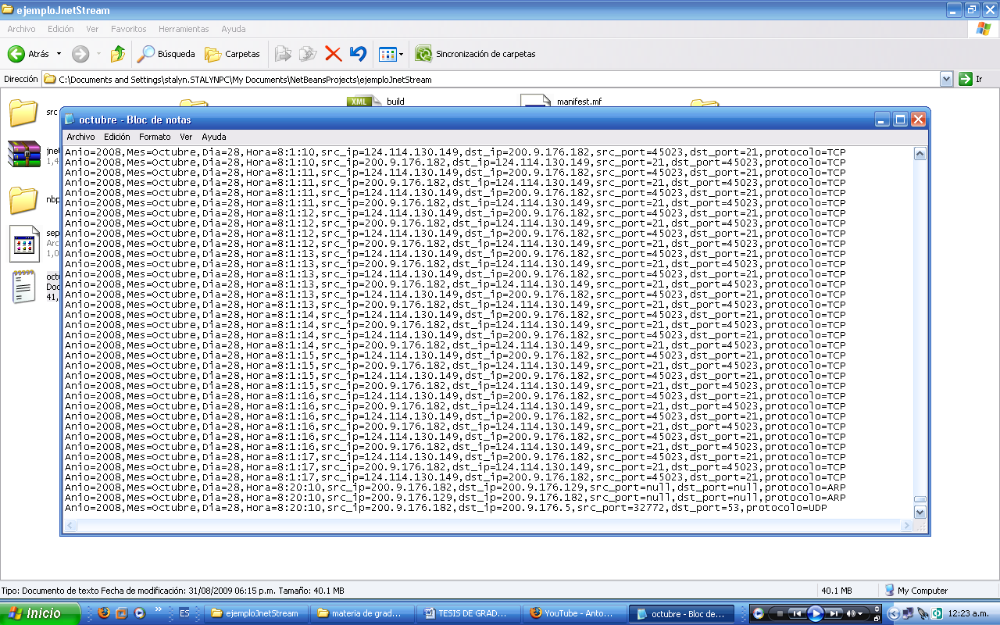 ejemploJnetStream
Archivo Edición Ver Favoritos Herramientas Ayuda
Atrás Búsqueda Carpetas Sincronización de carpetas
Dirección C:\Documents and Settings\stalyn.STALYNPC\My Documents\NetBeansProjects\ejemploJnetStream Ir
src XML build manifest.mf
octubre - Bloc de notas
Archivo Edición Formato Ver Ayuda
Anio=2008,Mes=Octubre,Dia=28,Hora=8:1:10,src_ip=124.114.130.149,dst_ip=200.9.176.182,src_port=45023,dst_port=21,protocolo=TCP
Anio=2008,Mes=Octubre,Dia=28,Hora=8:1:10,src_ip=200.9.176.182,dst_ip=124.114.130.149,src_port=21,dst_port=45023,protocolo=TCP
Anio=2008,Mes=Octubre,Dia=28,Hora=8:1:11,src_ip=124.114.130.149,dst_ip=200.9.176.182,src_port=45023,dst_port=21,protocolo=TCP
Anio=2008,Mes=Octubre,Dia=28,Hora=8:1:11,src_ip=200.9.176.182,dst_ip=124.114.130.149,src_port=21,dst_port=45023,protocolo=TCP
Anio=2008,Mes=Octubre,Dia=28,Hora=8:1:11,src_ip=124.114.130.149,dst_ip=200.9.176.182,src_port=45023,dst_port=21,protocolo=TCP
Anio=2008,Mes=Octubre,Dia=28,Hora=8:1:11,src_ip=200.9.176.182,dst_ip=124.114.130.149,src_port=21,dst_port=45023,protocolo=TCP
Anio=2008,Mes=Octubre,Dia=28,Hora=8:1:12,src_ip=124.114.130.149,dst_ip=200.9.176.182,src_port=45023,dst_port=21,protocolo=TCP
Anio=2008,Mes=Octubre,Dia=28,Hora=8:1:12,src_ip=200.9.176.182,dst_ip=124.114.130.149,src_port=21,dst_port=45023,protocolo=TCP
Anio=2008,Mes=Octubre,Dia=28,Hora=8:1:12,src_ip=124.114.130.149,dst_ip=200.9.176.182,src_port=45023,dst_port=21,protocolo=TCP
Anio=2008,Mes=Octubre,Dia=28,Hora=8:1:12,src_ip=200.9.176.182,dst_ip=124.114.130.149,src_port=21,dst_port=45023,protocolo=TCP
Anio=2008,Mes=Octubre,Dia=28,Hora=8:1:13,src_ip=124.114.130.149,dst_ip=200.9.176.182,src_port=45023,dst_port=21,protocolo=TCP
Anio=2008,Mes=Octubre,Dia=28,Hora=8:1:13,src_ip=200.9.176.182,dst_ip=124.114.130.149,src_port=21,dst_port=45023,protocolo=TCP
Anio=2008,Mes=Octubre,Dia=28,Hora=8:1:13,src_ip=124.114.130.149,dst_ip=200.9.176.182,src_port=45023,dst_port=21,protocolo=TCP
Anio=2008,Mes=Octubre,Dia=28,Hora=8:1:13,src_ip=200.9.176.182,dst_ip=124.114.130.149,src_port=21,dst_port=45023,protocolo=TCP
Anio=2008,Mes=Octubre,Dia=28,Hora=8:1:13,src_ip=124.114.130.149,dst_ip=200.9.176.182,src_port=45023,dst_port=21,protocolo=TCP
Anio=2008,Mes=Octubre,Dia=28,Hora=8:1:13,src_ip=200.9.176.182,dst_ip=124.114.130.149,src_port=21,dst_port=45023,protocolo=TCP
Anio=2008,Mes=Octubre,Dia=28,Hora=8:1:14,src_ip=124.114.130.149,dst_ip=200.9.176.182,src_port=45023,dst_port=21,protocolo=TCP
Anio=2008,Mes=Octubre,Dia=28,Hora=8:1:14,src_ip=200.9.176.182,dst_ip=124.114.130.149,src_port=21,dst_port=45023,protocolo=TCP
Anio=2008,Mes=Octubre,Dia=28,Hora=8:1:14,src_ip=124.114.130.149,dst_ip=200.9.176.182,src_port=45023,dst_port=21,protocolo=TCP
Anio=2008,Mes=Octubre,Dia=28,Hora=8:1:14,src_ip=200.9.176.182,dst_ip=124.114.130.149,src_port=21,dst_port=45023,protocolo=TCP
Anio=2008,Mes=Octubre,Dia=28,Hora=8:1:15,src_ip=124.114.130.149,dst_ip=200.9.176.182,src_port=45023,dst_port=21,protocolo=TCP
Anio=2008,Mes=Octubre,Dia=28,Hora=8:1:15,src_ip=200.9.176.182,dst_ip=124.114.130.149,src_port=21,dst_port=45023,protocolo=TCP
Anio=2008,Mes=Octubre,Dia=28,Hora=8:1:15,src_ip=124.114.130.149,dst_ip=200.9.176.182,src_port=45023,dst_port=21,protocolo=TCP
Anio=2008,Mes=Octubre,Dia=28,Hora=8:1:15,src_ip=200.9.176.182,dst_ip=124.114.130.149,src_port=21,dst_port=45023,protocolo=TCP
Anio=2008,Mes=Octubre,Dia=28,Hora=8:1:16,src_ip=124.114.130.149,dst_ip=200.9.176.182,src_port=45023,dst_port=21,protocolo=TCP
Anio=2008,Mes=Octubre,Dia=28,Hora=8:1:16,src_ip=200.9.176.182,dst_ip=124.114.130.149,src_port=21,dst_port=45023,protocolo=TCP
Anio=2008,Mes=Octubre,Dia=28,Hora=8:1:16,src_ip=124.114.130.149,dst_ip=200.9.176.182,src_port=45023,dst_port=21,protocolo=TCP
Anio=2008,Mes=Octubre,Dia=28,Hora=8:1:16,src_ip=200.9.176.182,dst_ip=124.114.130.149,src_port=21,dst_port=45023,protocolo=TCP
Anio=2008,Mes=Octubre,Dia=28,Hora=8:1:16,src_ip=124.114.130.149,dst_ip=200.9.176.182,src_port=45023,dst_port=21,protocolo=TCP
Anio=2008,Mes=Octubre,Dia=28,Hora=8:1:16,src_ip=200.9.176.182,dst_ip=124.114.130.149,src_port=21,dst_port=45023,protocolo=TCP
Anio=2008,Mes=Octubre,Dia=28,Hora=8:1:17,src_ip=124.114.130.149,dst_ip=200.9.176.182,src_port=45023,dst_port=21,protocolo=TCP
Anio=2008,Mes=Octubre,Dia=28,Hora=8:1:17,src_ip=200.9.176.182,dst_ip=124.114.130.149,src_port=21,dst_port=45023,protocolo=TCP
Anio=2008,Mes=Octubre,Dia=28,Hora=8:1:17,src_ip=124.114.130.149,dst_ip=200.9.176.182,src_port=45023,dst_port=21,protocolo=TCP
Anio=2008,Mes=Octubre,Dia=28,Hora=8:20:10,src_ip=200.9.176.182,dst_ip=200.9.176.129,src_port=null,dst_port=null,protocolo=ARP
Anio=2008,Mes=Octubre,Dia=28,Hora=8:20:10,src_ip=200.9.176.129,dst_ip=200.9.176.182,src_port=null,dst_port=null,protocolo=ARP
Anio=2008,Mes=Octubre,Dia=28,Hora=8:20:10,src_ip=200.9.176.182,dst_ip=200.9.176.5,src_port=32772,dst_port=53,protocolo=UDP
Tipo: Documento de texto Fecha de modificación: 31/08/2009 06:15 p.m. Tamaño: 40.1 MB 40.1 MB My Computer
Inicio ES ejemploJnetStream materia de grad... TESIS DE GRAD... YouTube - Anto... octubre - Bloc de... 12:23 a.m.